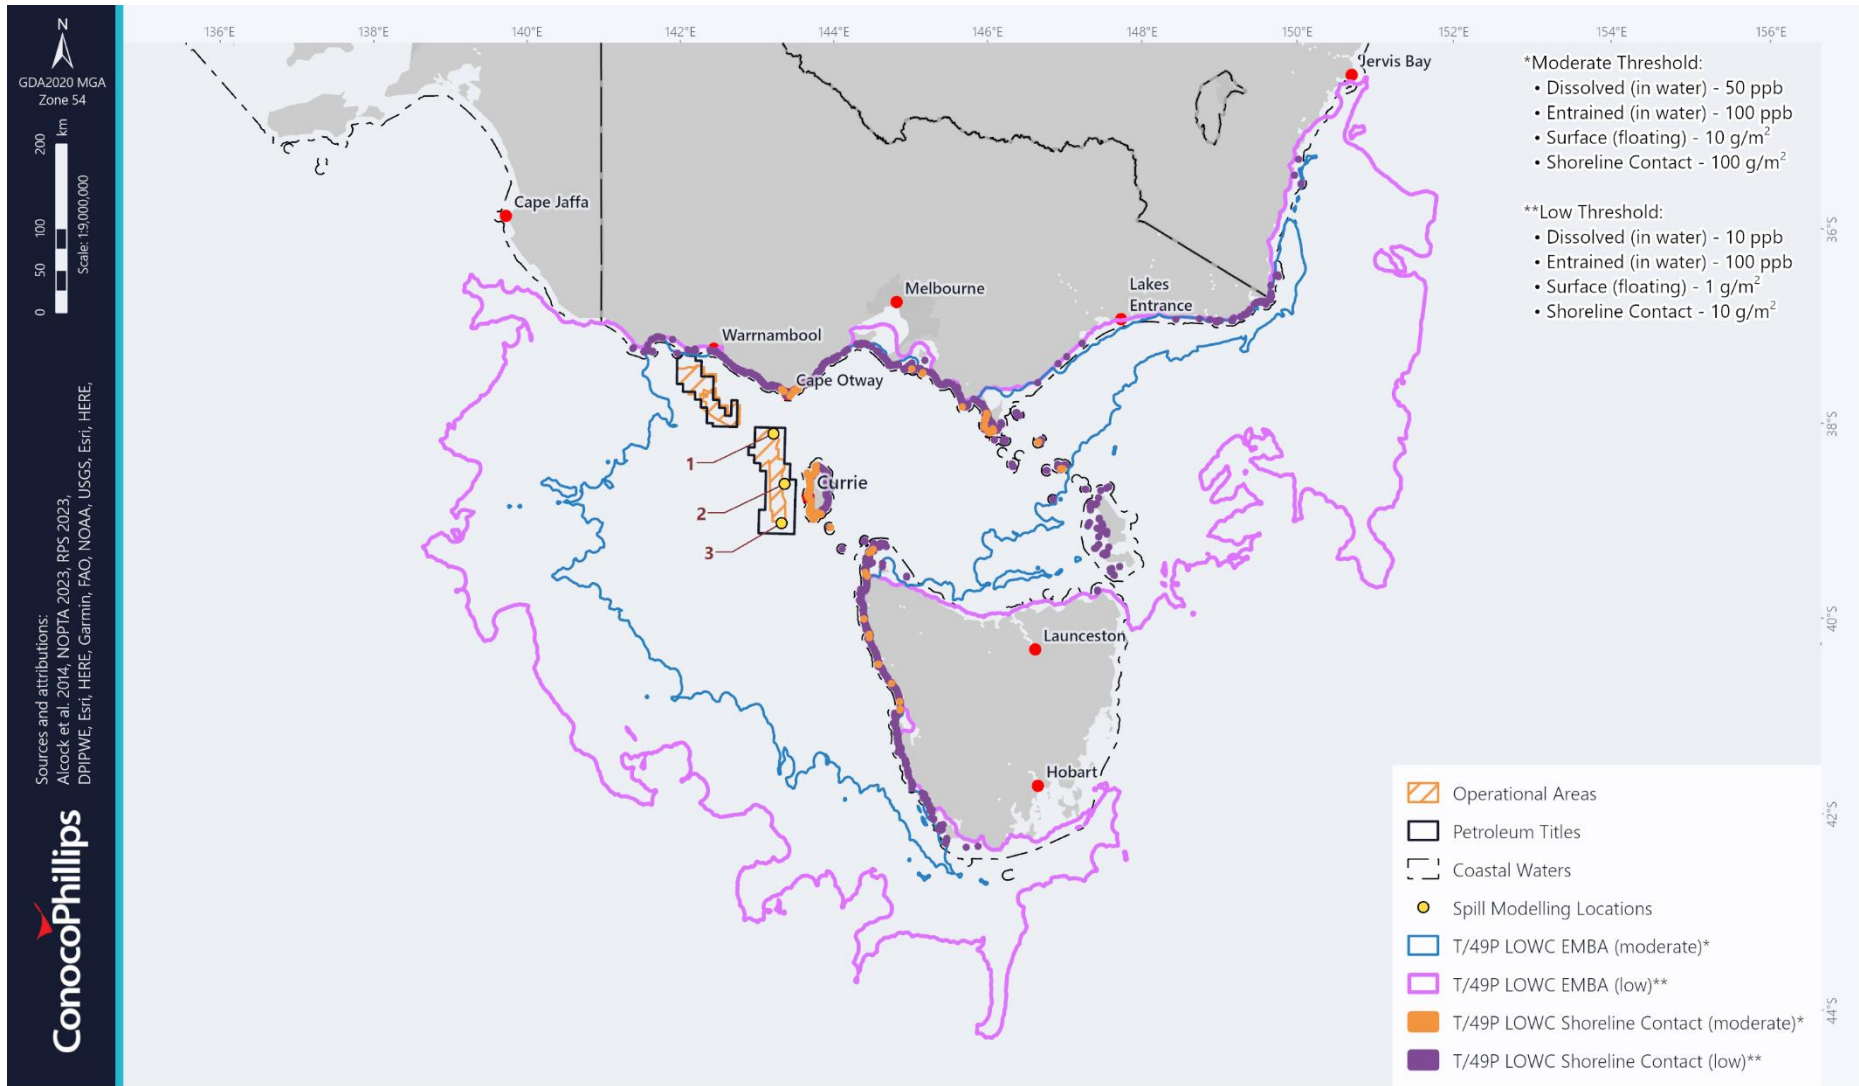 N
GDA2020 MGA
Zone 54
0 50 100 200
km
Scale: 1:9,000,000
Sources and attributions:
Alcock et al. 2014, NOPTA 2023, RPS 2023,
DPIPWE, Esri, HERE, Garmin, FAO, NOAA, USGS, Esri, HERE,
ConocoPhillips
136°E 138°E 140°E 142°E 144°E 146°E 148°E 150°E 152°E 154°E 156°E
Jervis Bay
Cape Jaffa
Melbourne
Lakes
Entrance
Warrnambool
Cape Otway
Currie
1
2
3
Launceston
Hobart
36°S
38°S
40°S
42°S
44°S
*Moderate Threshold:
• Dissolved (in water) - 50 ppb
• Entrained (in water) - 100 ppb
• Surface (floating) - 10 g/m²
• Shoreline Contact - 100 g/m²
**Low Threshold:
• Dissolved (in water) - 10 ppb
• Entrained (in water) - 100 ppb
• Surface (floating) - 1 g/m²
• Shoreline Contact - 10 g/m²
Operational Areas
Petroleum Titles
Coastal Waters
Spill Modelling Locations
T/49P LOWC EMBA (moderate)*
T/49P LOWC EMBA (low)**
T/49P LOWC Shoreline Contact (moderate)*
T/49P LOWC Shoreline Contact (low)**